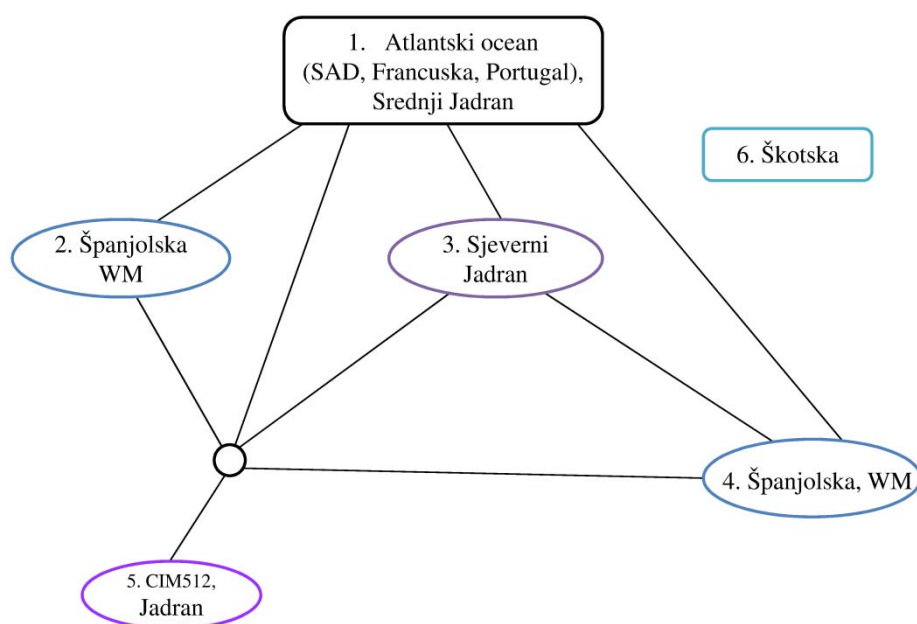 1. Atlantski ocean
(SAD, Francuska, Portugal),
Srednji Jadran
6. Škotska
2. Španjolska
WM
3. Sjeverni
Jadran
4. Španjolska, WM
5. CIM512,
Jadran